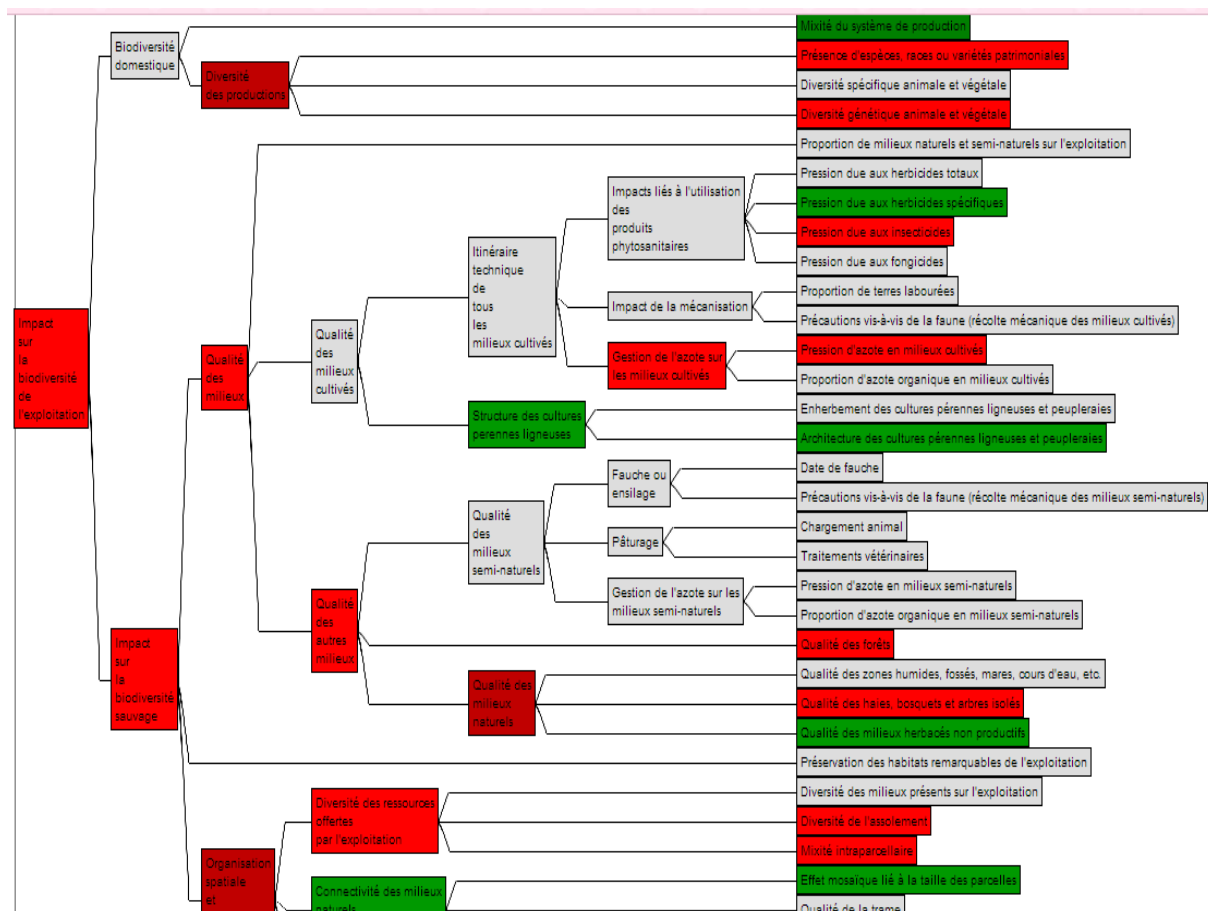 Mixité du système de production
Biodiversité
domestique
Présence d'espèces, races ou variétés patrimoniales
Diversité
des productions
Diversité spécifique animale et végétale
Diversité génétique animale et végétale
Proportion de milieux naturels et semi-naturels sur l'exploitation
Impacts liés à l'utilisation
des
produits
phytosanitaires
Pression due aux herbicides totaux
Pression due aux herbicides spécifiques
Pression due aux insecticides
Pression due aux fongicides
Itinéraire
technique
de
tous
les
milieux cultivés
Impact de la mécanisation
Proportion de terres labourées
Précautions vis-à-vis de la faune (récolte mécanique des milieux cultivés)
Impact
sur
la
biodiversité
de
l'exploitation
Qualité
des
milieux
Qualité
des
milieux
cultivés
Gestion de l'azote sur
les milieux cultivés
Pression d'azote en milieux cultivés
Proportion d'azote organique en milieux cultivés
Structure des cultures
perennes ligneuses
Enherbement des cultures pérennes ligneuses et peupleraies
Architecture des cultures pérennes ligneuses et peupleraies
Fauche ou
ensilage
Date de fauche
Précautions vis-à-vis de la faune (récolte mécanique des milieux semi-naturels)
Qualité
des
milieux
semi-naturels
Pâturage
Chargement animal
Traitements vétérinaires
Gestion de l'azote sur les
milieux semi-naturels
Pression d'azote en milieux semi-naturels
Proportion d'azote organique en milieux semi-naturels
Qualité
des
autres
milieux
Qualité des forêts
Impact
sur
la
biodiversité
sauvage
Qualité des
milieux
naturels
Qualité des zones humides, fossés, mares, cours d'eau, etc.
Qualité des haies, bosquets et arbres isolés
Qualité des milieux herbacés non productifs
Préservation des habitats remarquables de l'exploitation
Diversité des ressources
offertes
par l'exploitation
Diversité des milieux présents sur l'exploitation
Diversité de l'assolement
Mixité intraparcellaire
Organisation
spatiale
et
Connectivité des milieux
naturels
Effet mosaïque lié à la taille des parcelles
Qualité de la trame